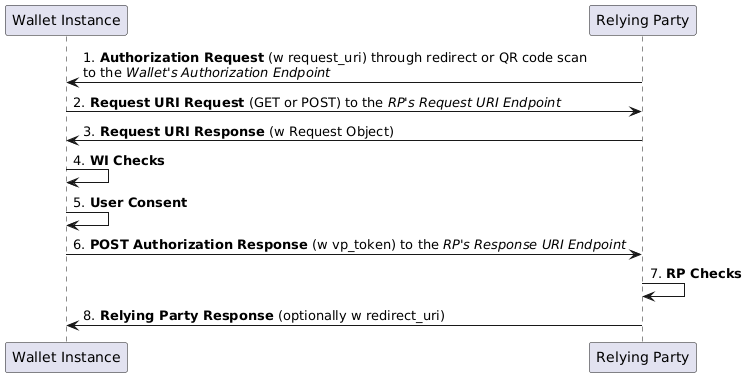 Wallet Instance
Relying Party
1. Authorization Request (w request_uri) through redirect or QR code scan
to the Wallet's Authorization Endpoint
2. Request URI Request (GET or POST) to the RP's Request URI Endpoint
3. Request URI Response (w Request Object)
4. WI Checks
5. User Consent
6. POST Authorization Response (w vp_token) to the RP's Response URI Endpoint
7. RP Checks
8. Relying Party Response (optionally w redirect_uri)
Wallet Instance
Relying Party